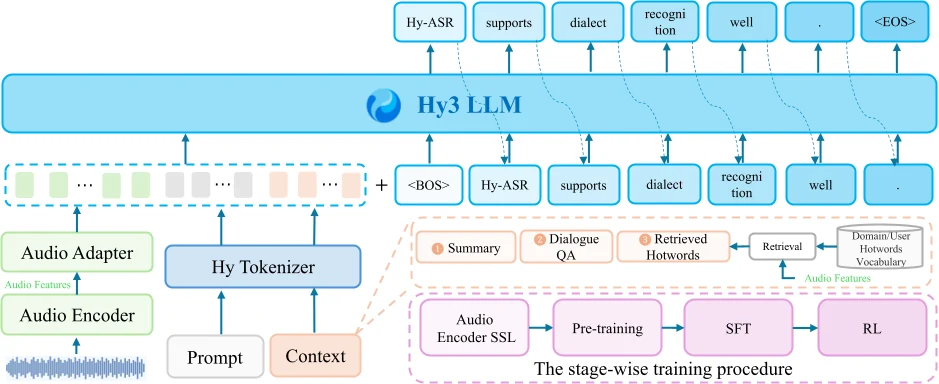 Hy-ASR supports dialect recogni well . <EOS>
tion
Hy3 LLM
... ... ... + <BOS> Hy-ASR supports dialect recogni well .
tion
Audio Adapter
Audio Features
Audio Encoder
Hy Tokenizer
Prompt
Context
1 Summary
2 Dialogue
QA
3 Retrieved
Hotwords
Retrieval
Domain/User
Hotwords
Vocabulary
Audio Features
Audio
Encoder SSL
Pre-training
SFT
RL
The stage-wise training procedure